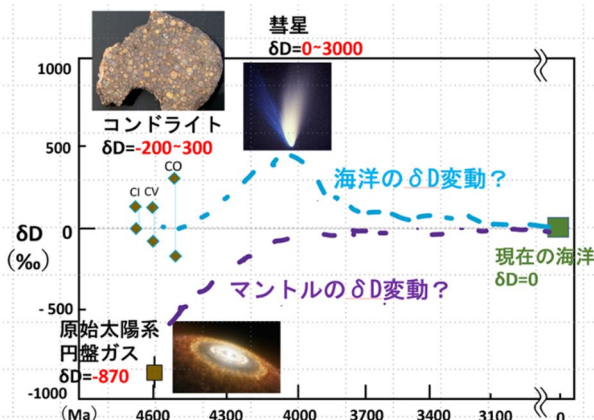 彗星
δD=0~3000
1000
コンドライト
δD=-200~300
CO
500
CI
CV
海洋のδD変動？
δD
（‰）
0
現在の海洋
δD=0
マントルのδD変動？
- 500
原始太陽系
円盤ガス
δD=-870
-1000
（Ma）
4600
4300
4000
3700
3400
3100
0